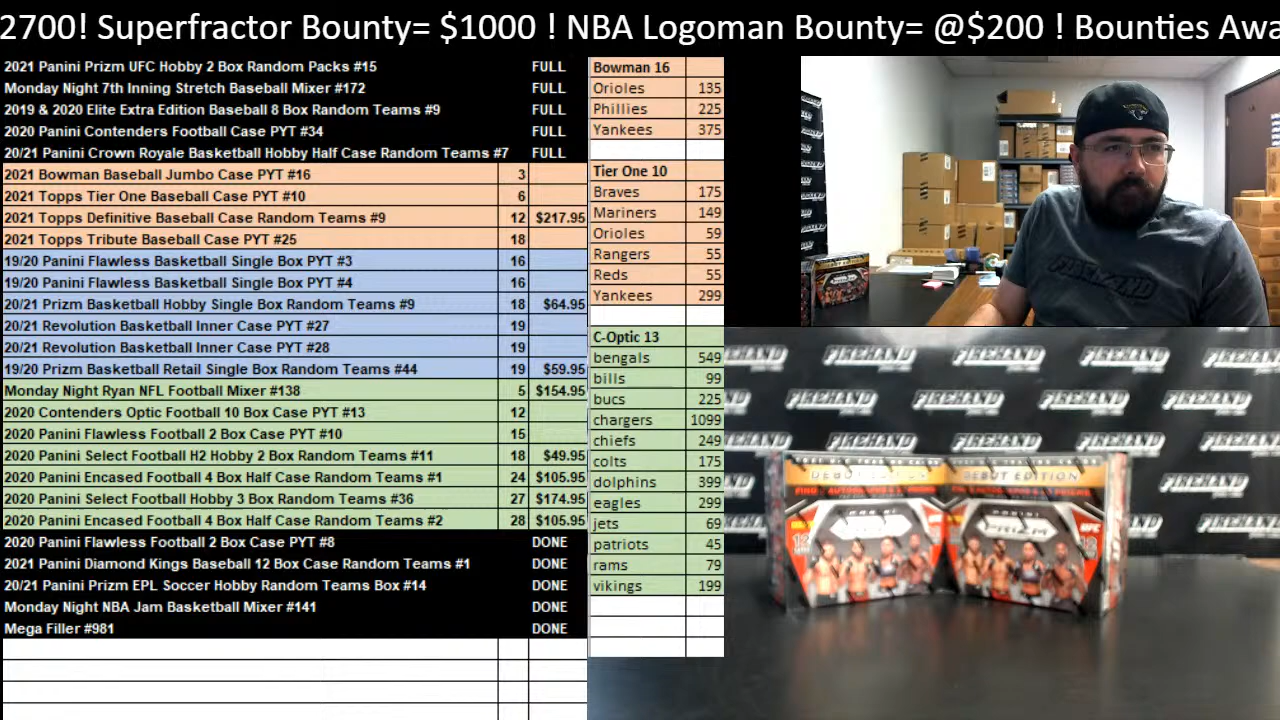 2700! Superfractor Bounty= $1000 ! NBA Logoman Bounty= @$200 ! Bounties Awa
2021 Panini Prizm UFC Hobby 2 Box Random Packs #15 FULL
Monday Night 7th Inning Stretch Baseball Mixer #172 FULL
2019 & 2020 Elite Extra Edition Baseball 8 Box Random Teams #9 FULL
2020 Panini Contenders Football Case PYT #34 FULL
20/21 Panini Crown Royale Basketball Hobby Half Case Random Teams #7 FULL
2021 Bowman Baseball Jumbo Case PYT #16 3
2021 Topps Tier One Baseball Case PYT #10 6
2021 Topps Definitive Baseball Case Random Teams #9 12 $217.95
2021 Topps Tribute Baseball Case PYT #25 18
19/20 Panini Flawless Basketball Single Box PYT #3 16
19/20 Panini Flawless Basketball Single Box PYT #4 16
20/21 Prizm Basketball Hobby Single Box Random Teams #9 18 $64.95
20/21 Revolution Basketball Inner Case PYT #27 19
20/21 Revolution Basketball Inner Case PYT #28 19
19/20 Prizm Basketball Retail Single Box Random Teams #44 19 $59.95
Monday Night Ryan NFL Football Mixer #138 5 $154.95
2020 Contenders Optic Football 10 Box Case PYT #13 12
2020 Panini Flawless Football 2 Box Case PYT #10 15
2020 Panini Select Football H2 Hobby 2 Box Random Teams #11 18 $49.95
2020 Panini Encased Football 4 Box Half Case Random Teams #1 24 $105.95
2020 Panini Select Football Hobby 3 Box Random Teams #36 27 $174.95
2020 Panini Encased Football 4 Box Half Case Random Teams #2 28 $105.95
2020 Panini Flawless Football 2 Box Case PYT #8 DONE
2021 Panini Diamond Kings Baseball 12 Box Case Random Teams #1 DONE
20/21 Panini Prizm EPL Soccer Hobby Random Teams Box #14 DONE
Monday Night NBA Jam Basketball Mixer #141 DONE
Mega Filler #981 DONE
Bowman 16
Orioles 135
Phillies 225
Yankees 375
Tier One 10
Braves 175
Mariners 149
Orioles 59
Rangers 55
Reds 55
Yankees 299
C-Optic 13
bengals 549
bills 99
bucs 225
chargers 1099
chiefs 249
colts 175
dolphins 399
eagles 299
jets 69
patriots 45
rams 79
vikings 199
FIREHAND FIREHAND FIREHAND FIREHAND
DEBUT EDITION DEBUT EDITION
PANINI PANINI
PRIZM PRIZM
UFC